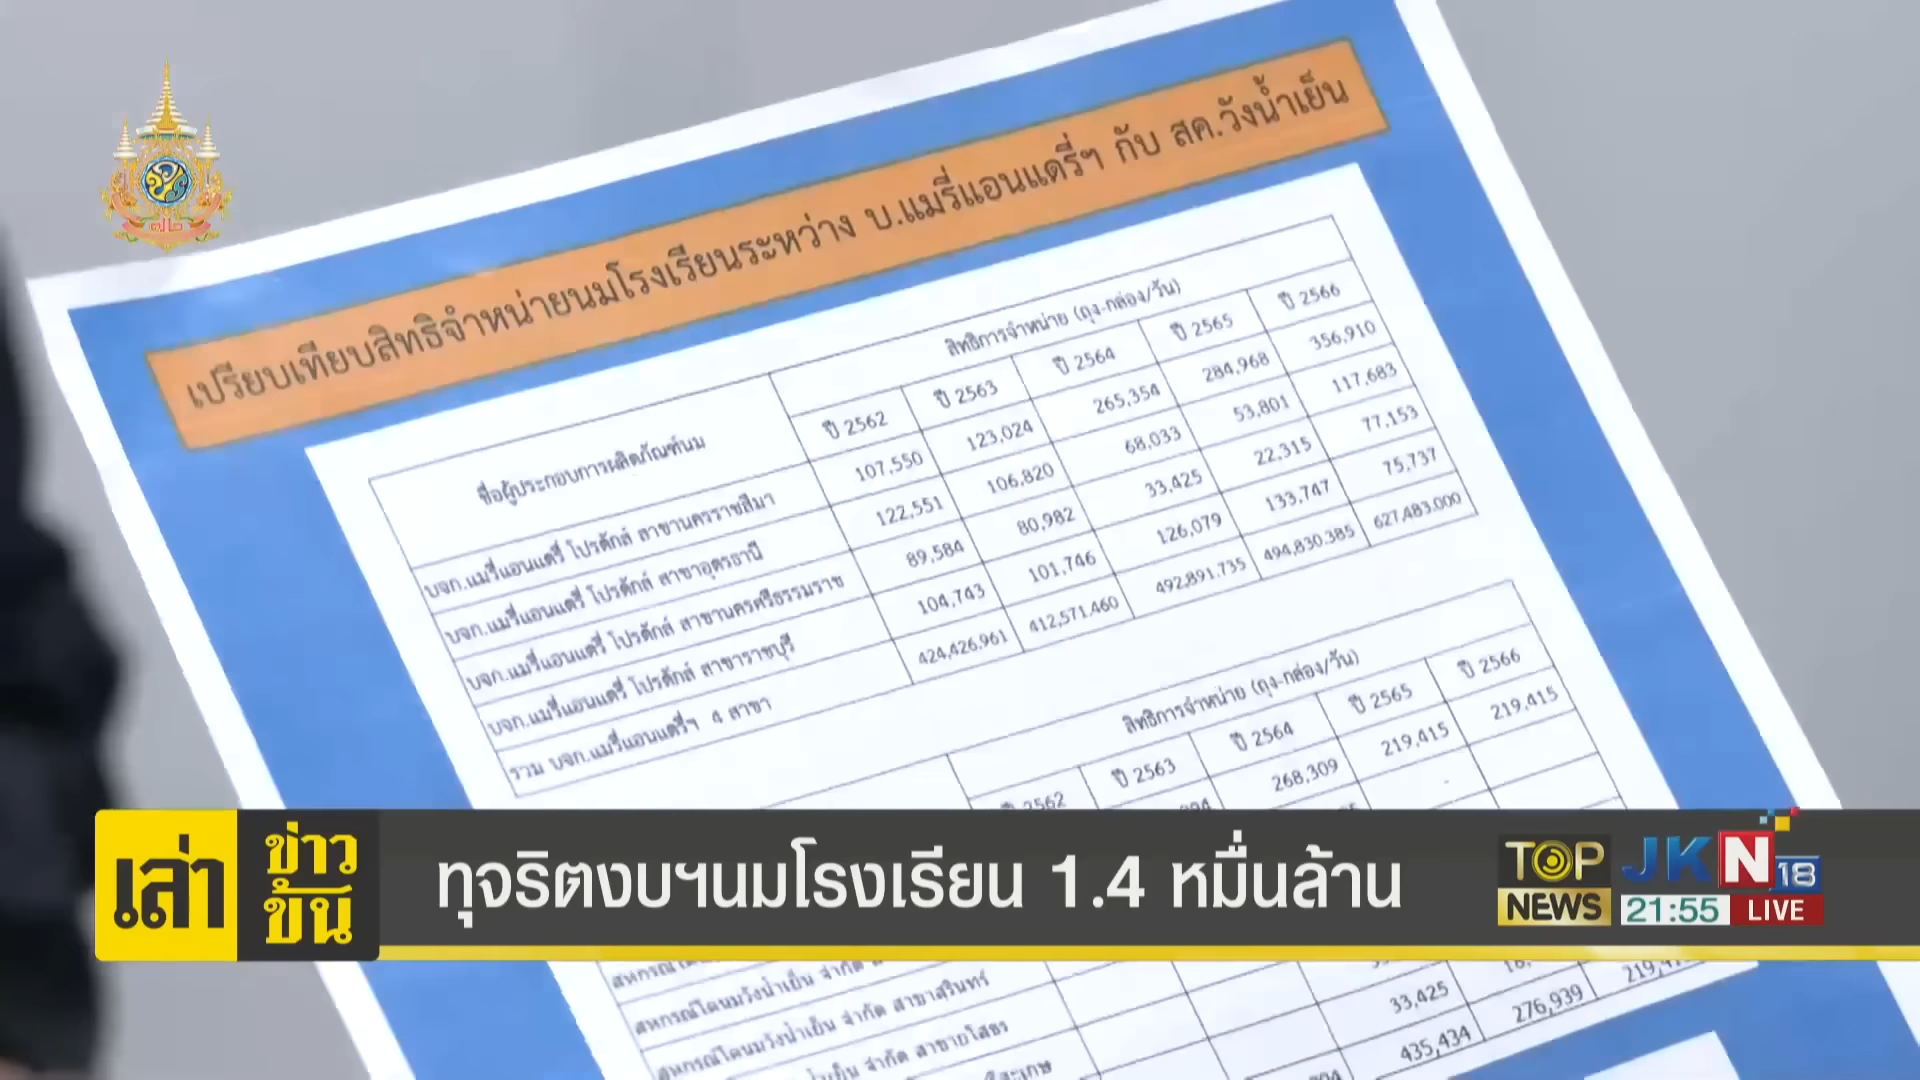 เปรียบเทียบสิทธิจำหน่ายนมโรงเรียนระหว่าง บ.แมรี่แอนแดรี่ฯ กับ สค.วังน้ำเย็น
ชื่อผู้ประกอบการผลิตภัณฑ์นม สิทธิการจำหน่าย (ถุง-กล่อง/วัน)
ปี 2562 ปี 2563 ปี 2564 ปี 2565 ปี 2566
บจก.แมรี่แอนแดรี่ โปรดักส์ สาขานครราชสีมา 107,550 123,024 265,354 284,968 356,910
บจก.แมรี่แอนแดรี่ โปรดักส์ สาขาอุดรธานี 122,551 106,820 68,033 53,801 117,683
บจก.แมรี่แอนแดรี่ โปรดักส์ สาขานครศรีธรรมราช 89,584 80,982 33,425 22,315 77,153
บจก.แมรี่แอนแดรี่ โปรดักส์ สาขาราชบุรี 104,743 101,746 126,079 133,747 75,737
รวม บจก.แมรี่แอนแดรี่ฯ 4 สาขา 424,426.961 412,571.460 492,891.735 494,830.385 627,483.000
สิทธิการจำหน่าย (ถุง-กล่อง/วัน)
ปี 2562 ปี 2563 ปี 2564 ปี 2565 ปี 2566
268,309 219,415 219,415
เล่า
ข่าว
ข้น
ทุจริตงบฯนมโรงเรียน 1.4 หมื่นล้าน
TOP
NEWS
JKN18
21:55 LIVE
สหกรณ์โคนมวังน้ำเย็น จำกัด
สหกรณ์โคนมวังน้ำเย็น จำกัด สาขาสุรินทร์
น้ำเย็น จำกัด สาขายโสธร 33,425
435,434 276,939